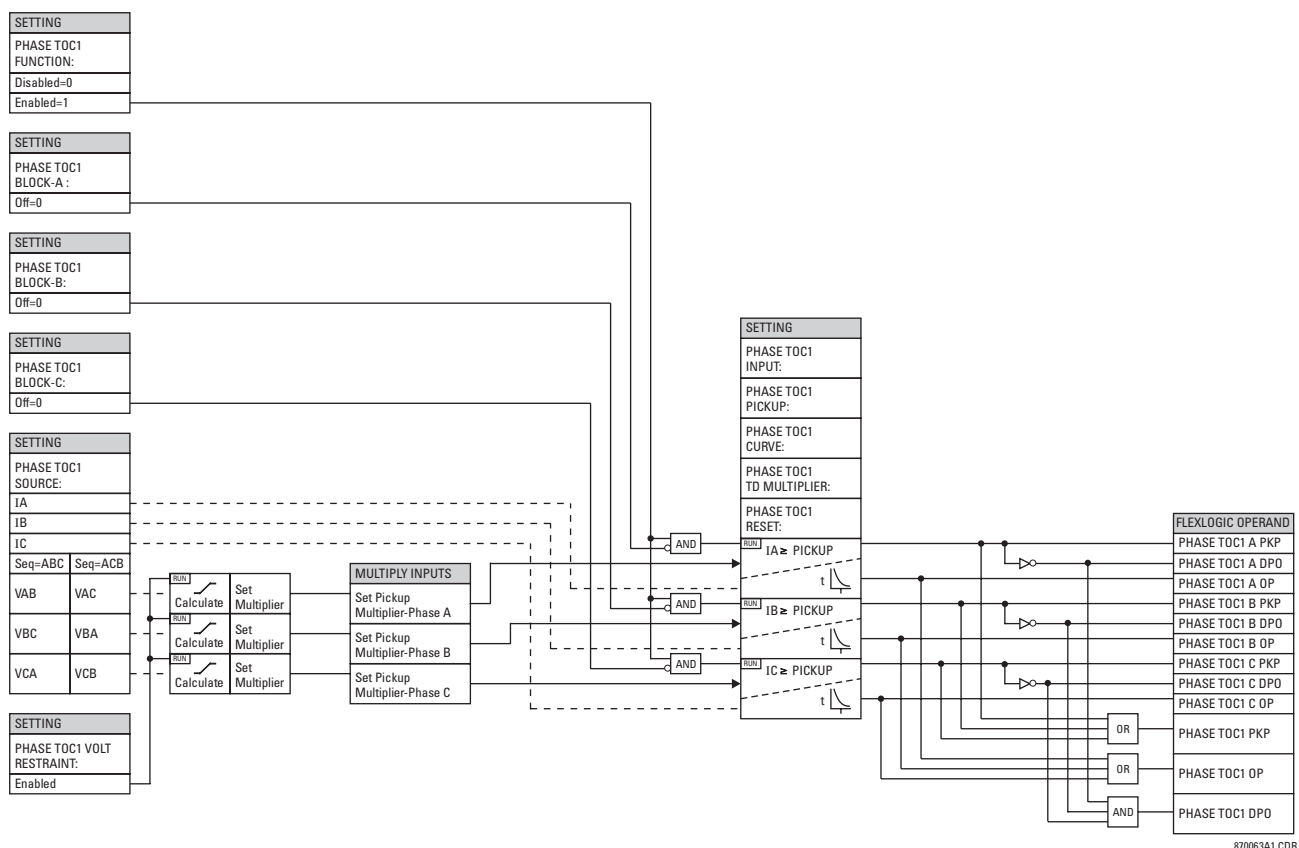 SETTING
PHASE TOC1
FUNCTION:
Disabled=0
Enabled=1
SETTING
PHASE TOC1
BLOCK-A :
Off=0
SETTING
PHASE TOC1
BLOCK-B:
Off=0
SETTING
PHASE TOC1
BLOCK-C:
Off=0
SETTING
PHASE TOC1
SOURCE:
IA
IB
IC
Seq=ABC Seq=ACB
VAB VAC
VBC VBA
VCA VCB
SETTING
PHASE TOC1 VOLT
RESTRAINT:
Enabled
RUN
Calculate
Set
Multiplier
RUN
Calculate
Set
Multiplier
RUN
Calculate
Set
Multiplier
MULTIPLY INPUTS
Set Pickup
Multiplier-Phase A
Set Pickup
Multiplier-Phase B
Set Pickup
Multiplier-Phase C
AND
AND
AND
SETTING
PHASE TOC1
INPUT:
PHASE TOC1
PICKUP:
PHASE TOC1
CURVE:
PHASE TOC1
TD MULTIPLIER:
PHASE TOC1
RESET:
RUN IA ≥ PICKUP
t
RUN IB ≥ PICKUP
t
RUN IC ≥ PICKUP
t
OR
OR
AND
FLEXLOGIC OPERAND
PHASE TOC1 A PKP
PHASE TOC1 A DPO
PHASE TOC1 A OP
PHASE TOC1 B PKP
PHASE TOC1 B DPO
PHASE TOC1 B OP
PHASE TOC1 C PKP
PHASE TOC1 C DPO
PHASE TOC1 C OP
PHASE TOC1 PKP
PHASE TOC1 OP
PHASE TOC1 DPO
870063A1.CDR